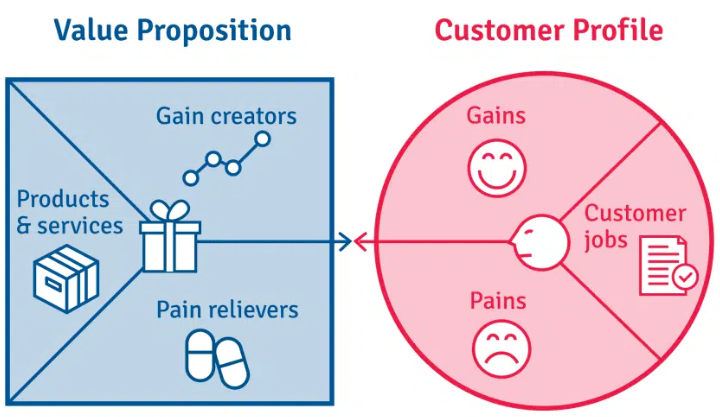 Value Proposition
Customer Profile
Gain creators
Products
& services
Pain relievers
Gains
Customer
jobs
Pains